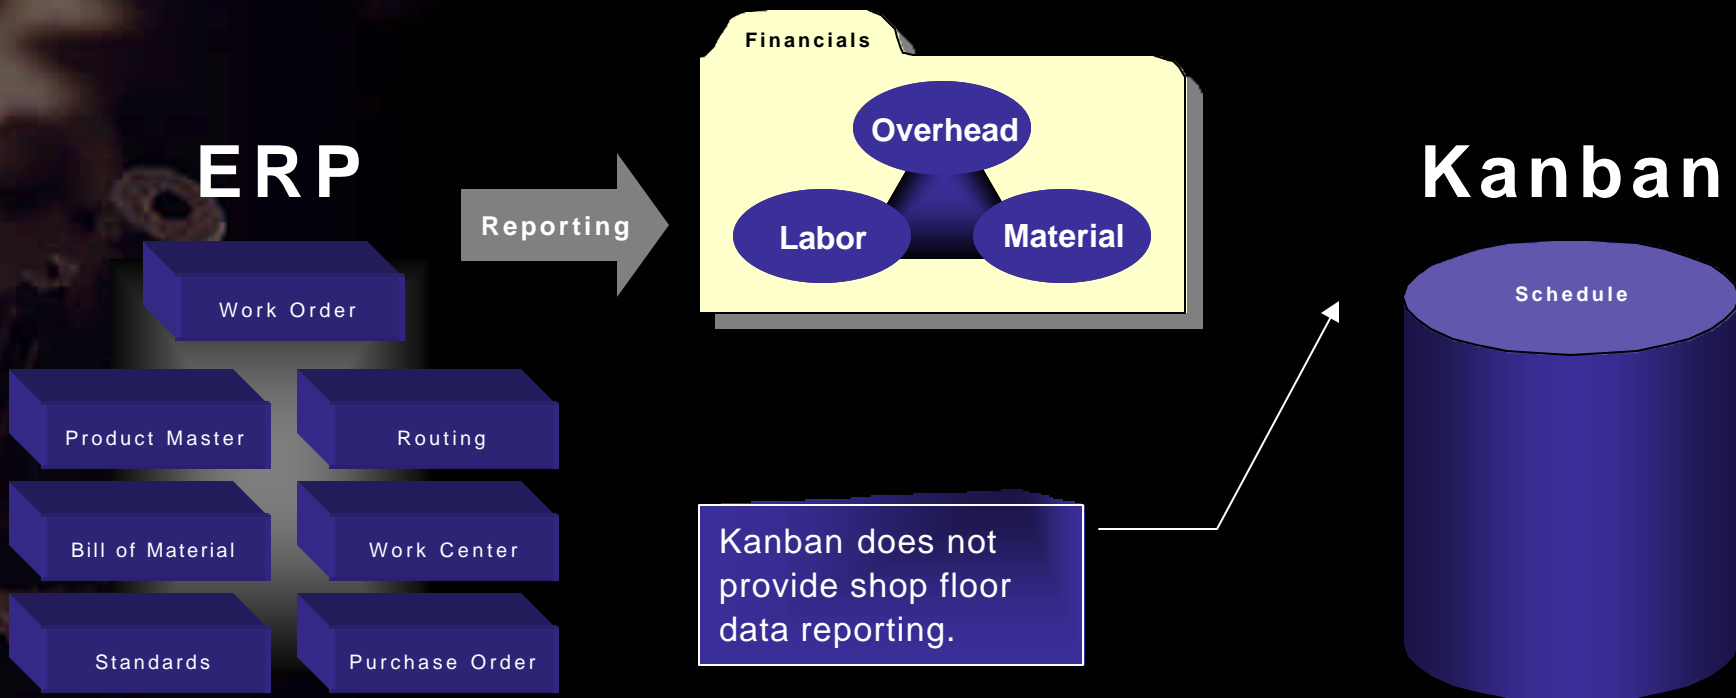 Financials
Overhead
Labor
Material
ERP
Reporting
Kanban
Schedule
Work Order
Product Master
Routing
Bill of Material
Work Center
Standards
Purchase Order
Kanban does not
provide shop floor
data reporting.